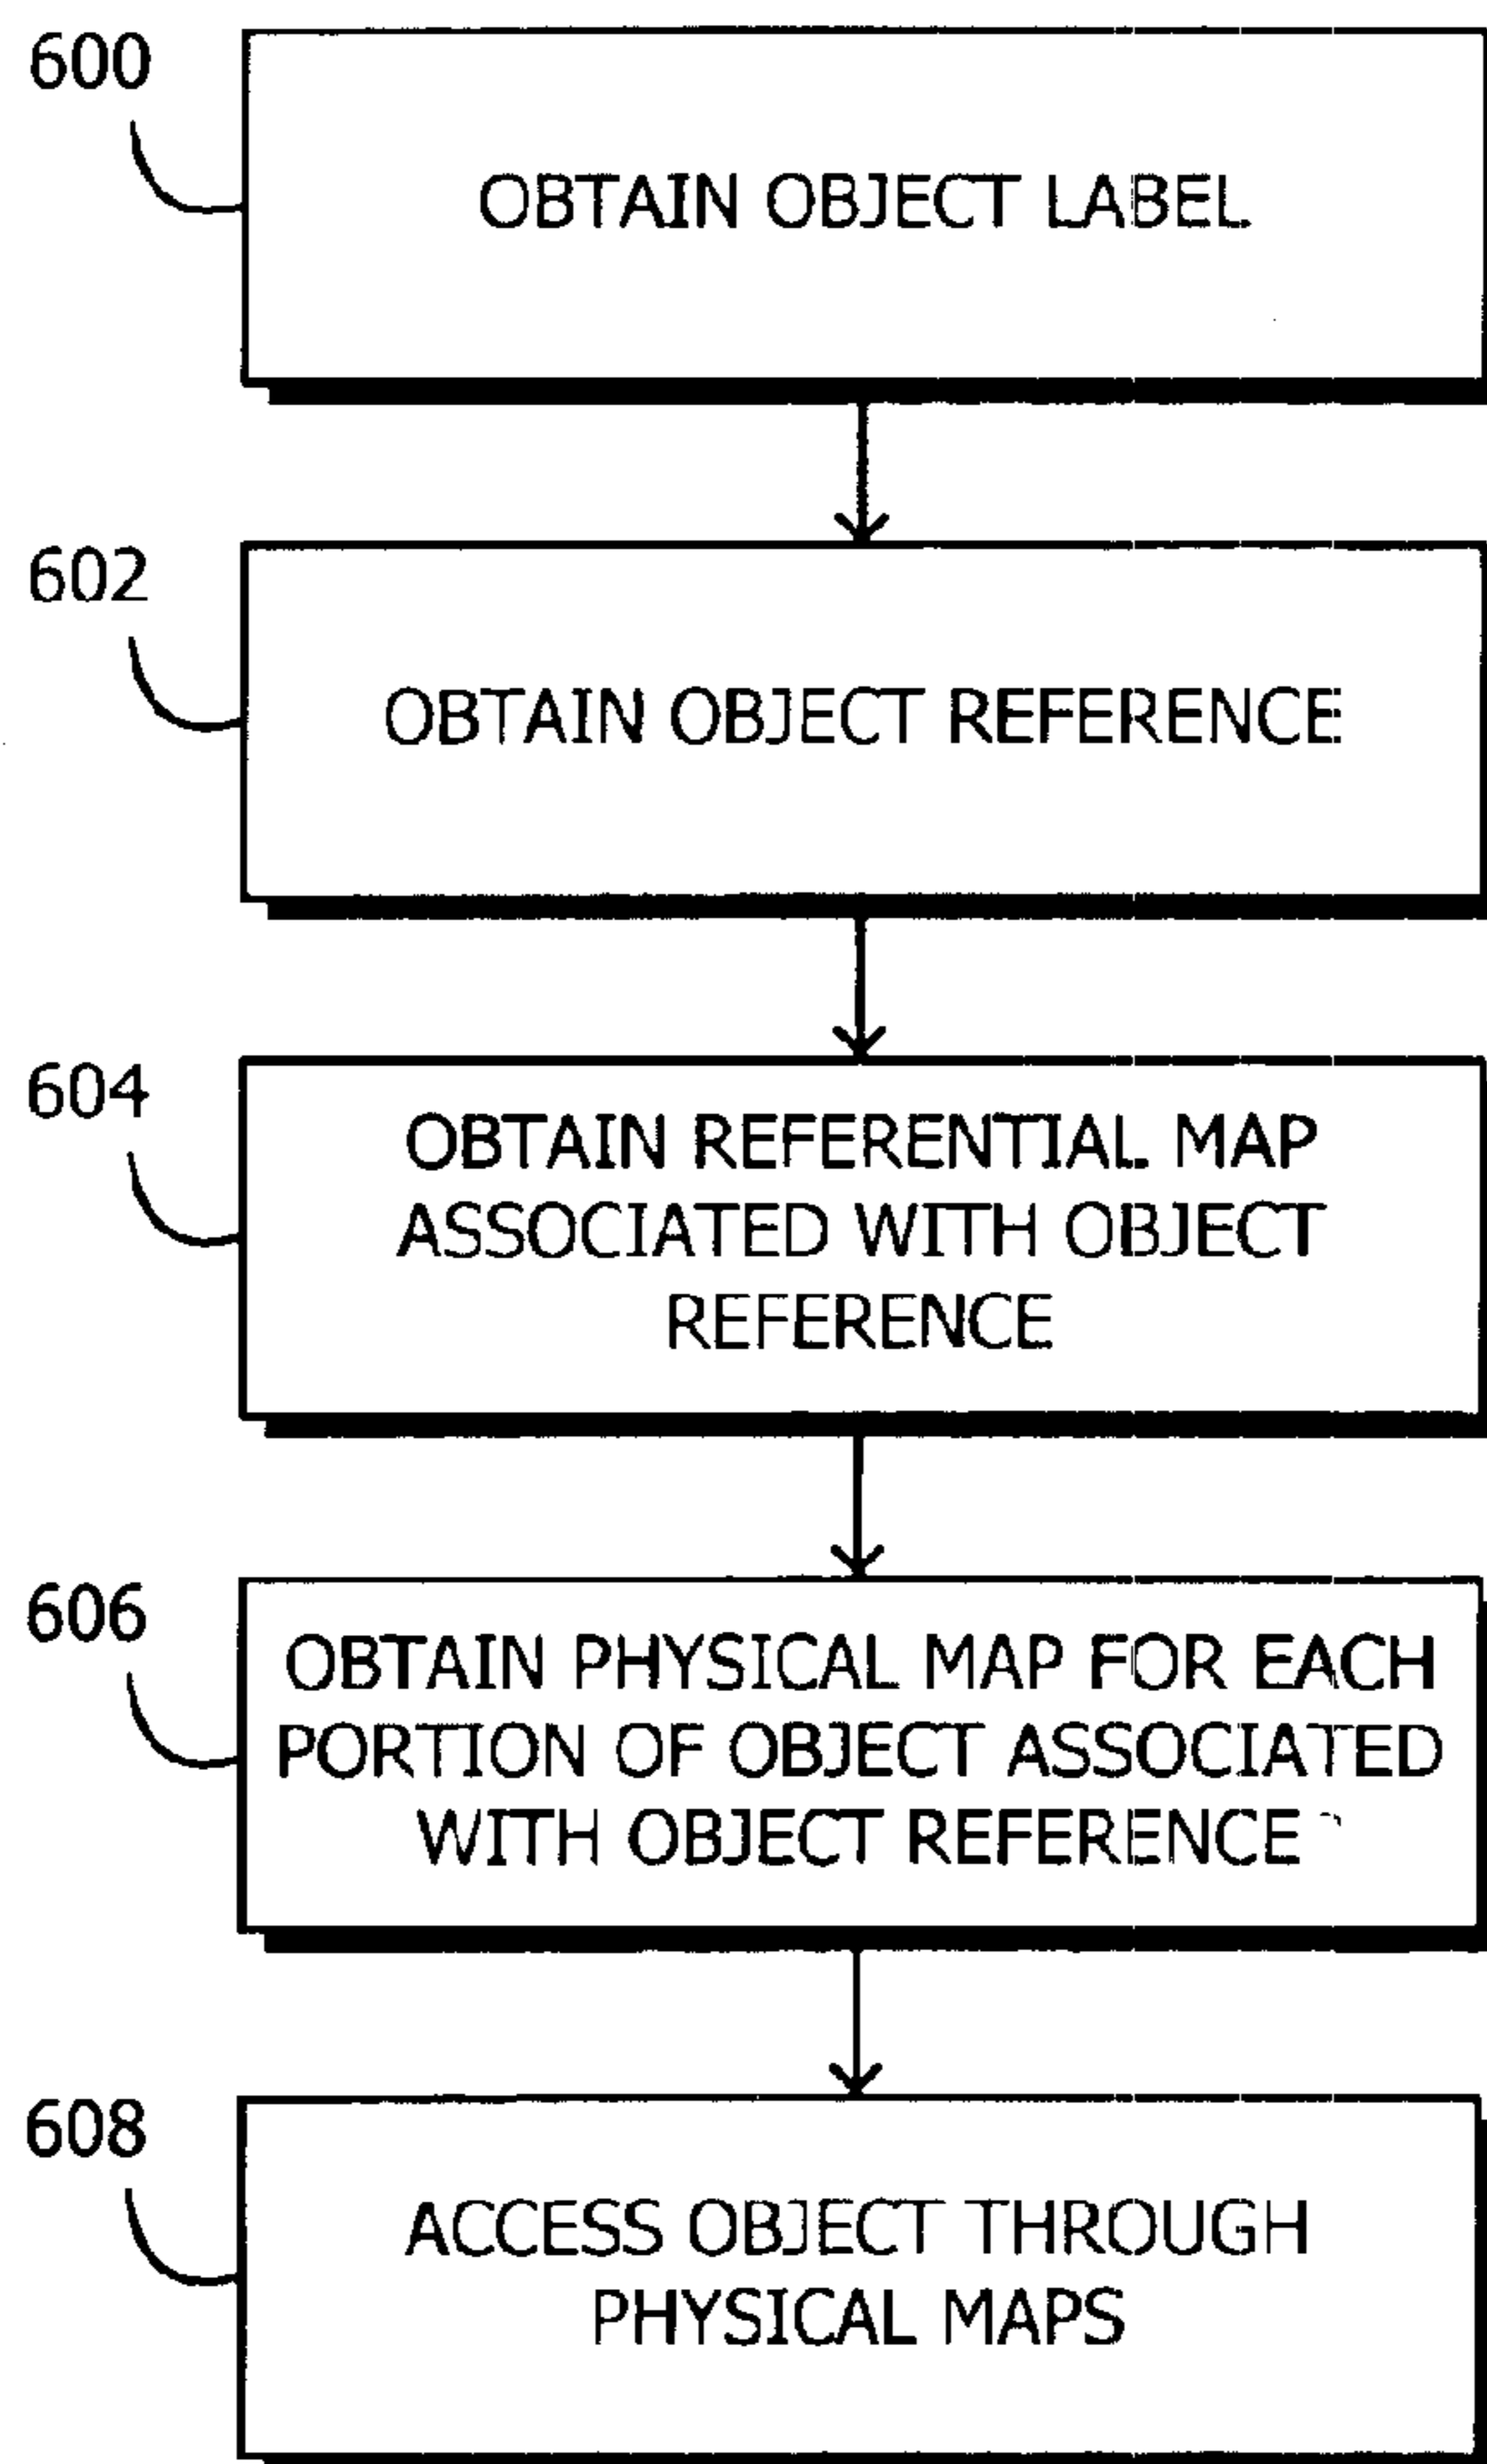 600
OBTAIN OBJECT LABEL
602
OBTAIN OBJECT REFERENCE
604
OBTAIN REFERENTIAL MAP
ASSOCIATED WITH OBJECT
REFERENCE
606
OBTAIN PHYSICAL MAP FOR EACH
PORTION OF OBJECT ASSOCIATED
WITH OBJECT REFERENCE
608
ACCESS OBJECT THROUGH
PHYSICAL MAPS